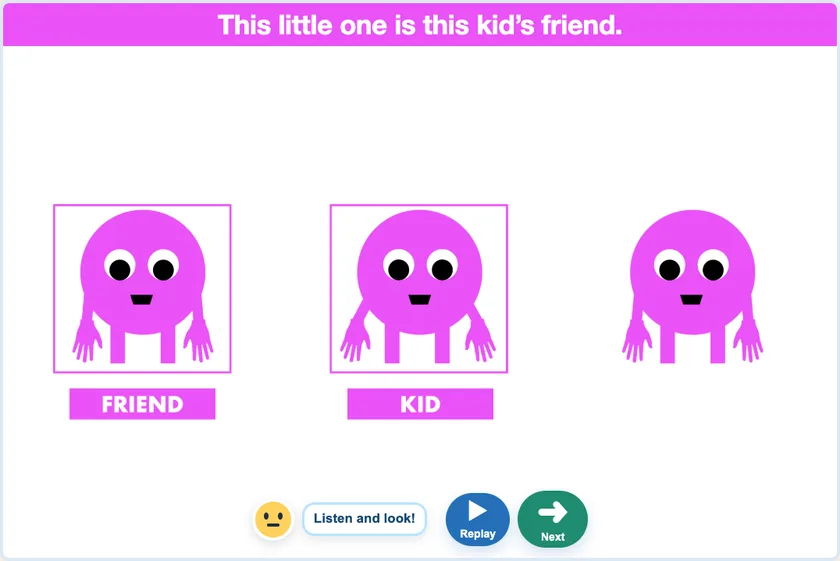 This little one is this kid’s friend.
FRIEND
KID
Listen and look!
Replay
Next